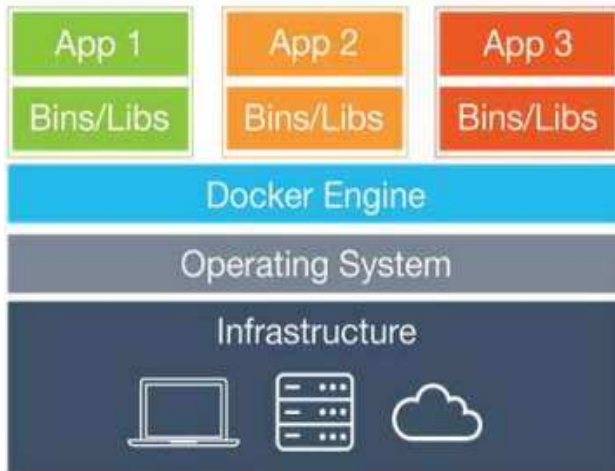 App 1 App 2 App 3
Bins/Libs Bins/Libs Bins/Libs
Docker Engine
Operating System
Infrastructure